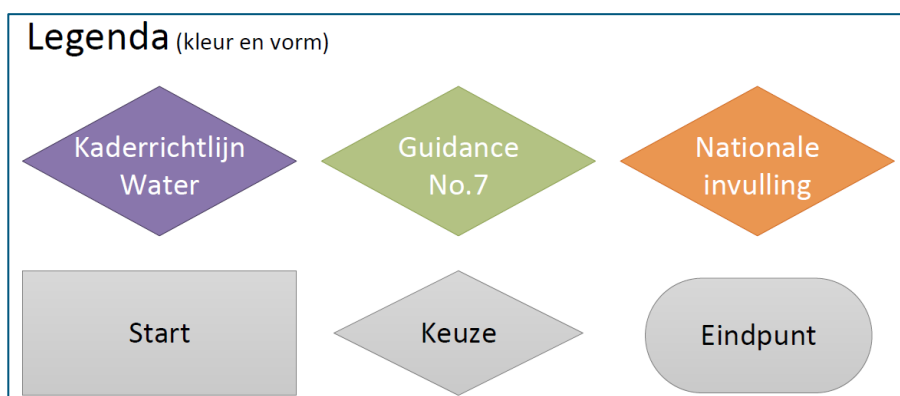 Legenda (kleur en vorm)
Kaderrichtlijn
Water
Guidance
No.7
Nationale
invulling
Start
Keuze
Eindpunt